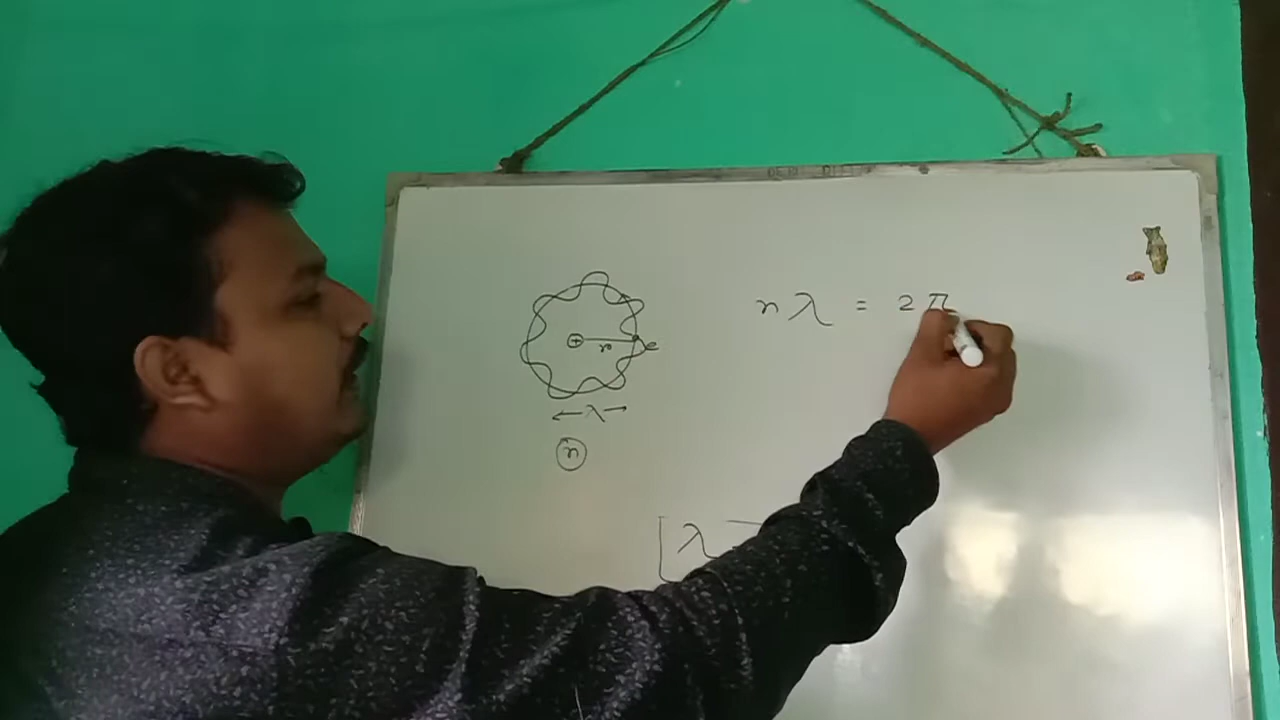 nλ = 2π
+ r e
← λ →
n
[λ